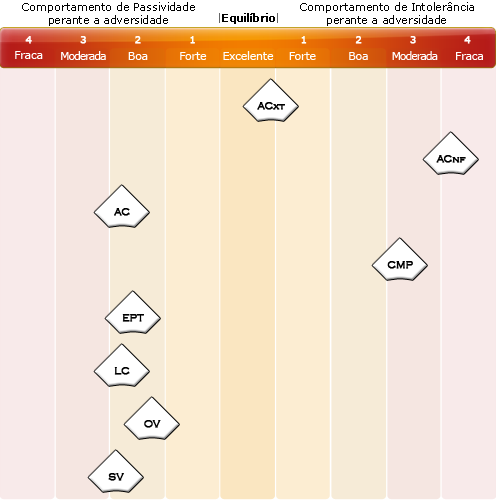 Comportamento de Passividade
perante a adversidade
|Equilíbrio|
Comportamento de Intolerância
perante a adversidade
4 3 2 1 1 2 3 4
Fraca Moderada Boa Forte Excelente Forte Boa Moderada Fraca
ACXT
ACNF
AC
CMP
EPT
LC
OV
SV